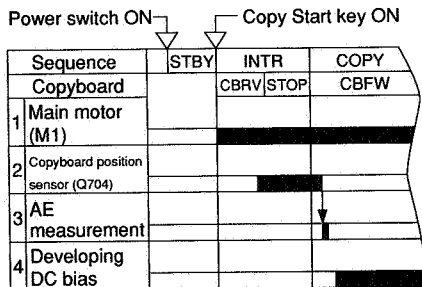 Power switch ON
Copy Start key ON
Sequence STBY INTR COPY
Copyboard CBRV STOP CBFW
1 Main motor
(M1)
2 Copyboard position
sensor (Q704)
3 AE
measurement
4 Developing
DC bias